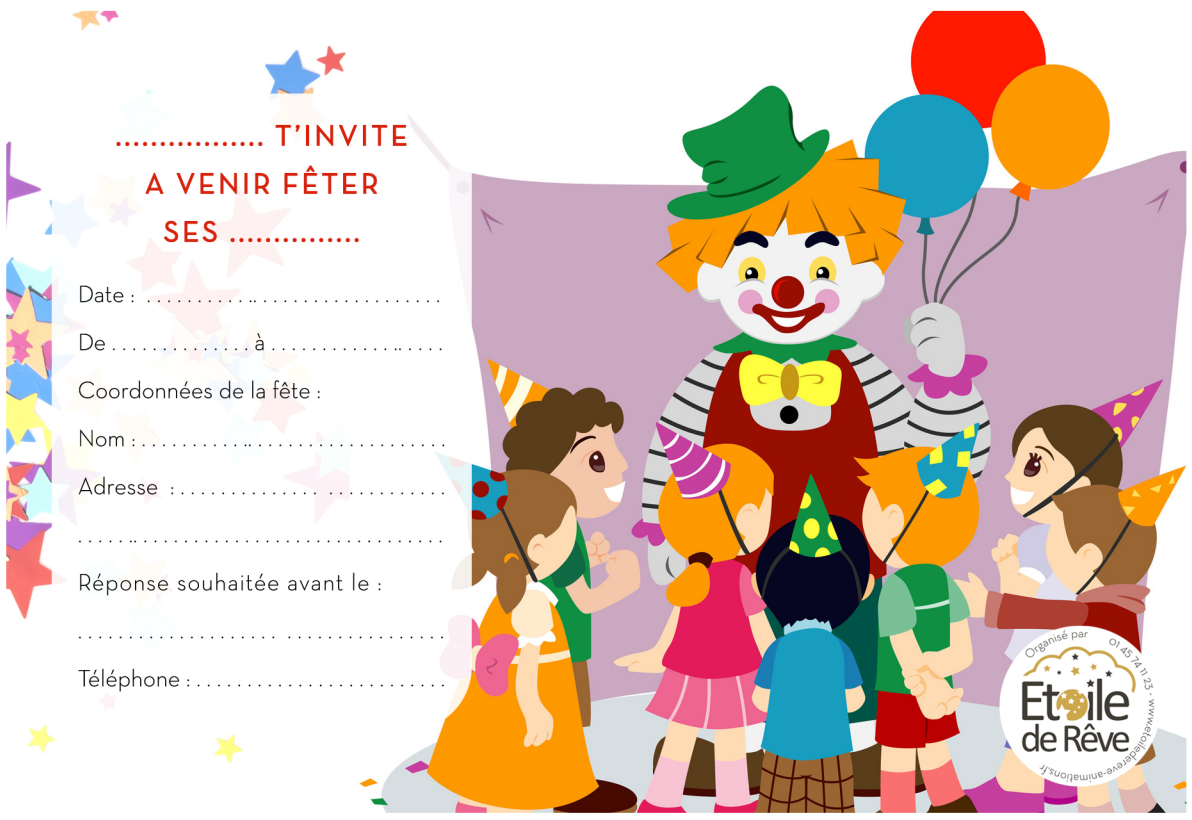 ................. T'INVITE
A VENIR FÊTER
SES ...............
Date : ..............................
De .............. à ..................
Coordonnées de la fête :
Nom : ...............................
Adresse : ...........................
.....................................
Réponse souhaitée avant le :
.....................................
Téléphone : .........................
Organisé par
01 45 74 11 23 - www.etoiledereve-animations.fr
Etoile
de Rêve